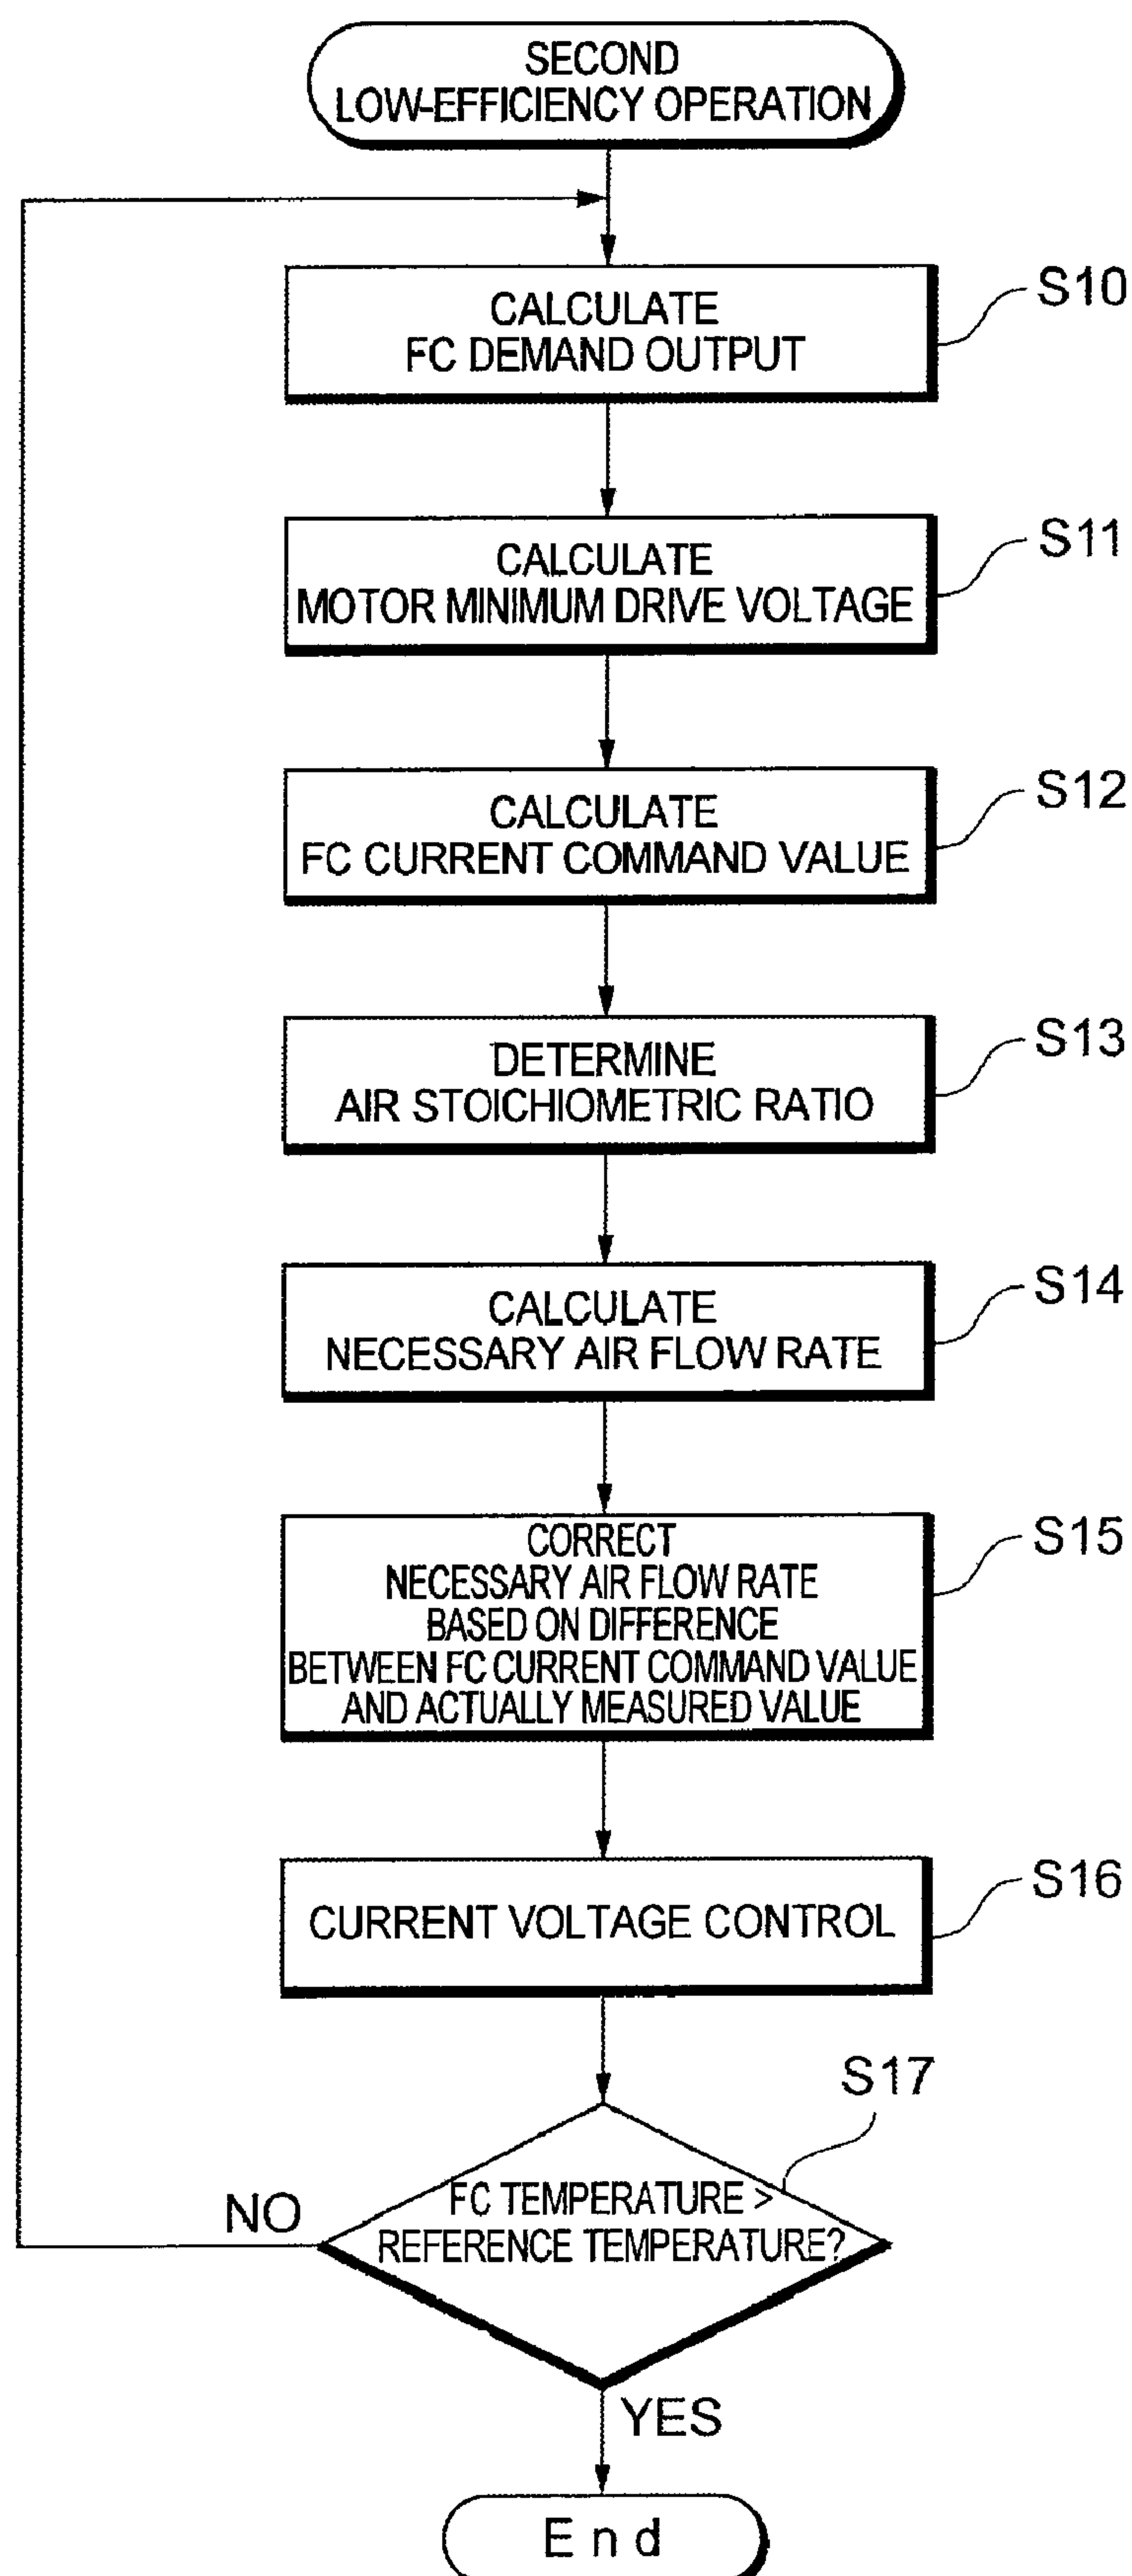 SECOND
LOW-EFFICIENCY OPERATION
CALCULATE
FC DEMAND OUTPUT
S10
CALCULATE
MOTOR MINIMUM DRIVE VOLTAGE
S11
CALCULATE
FC CURRENT COMMAND VALUE
S12
DETERMINE
AIR STOICHIOMETRIC RATIO
S13
CALCULATE
NECESSARY AIR FLOW RATE
S14
CORRECT
NECESSARY AIR FLOW RATE
BASED ON DIFFERENCE
BETWEEN FC CURRENT COMMAND VALUE
AND ACTUALLY MEASURED VALUE
S15
CURRENT VOLTAGE CONTROL
S16
S17
FC TEMPERATURE >
REFERENCE TEMPERATURE?
NO
YES
End